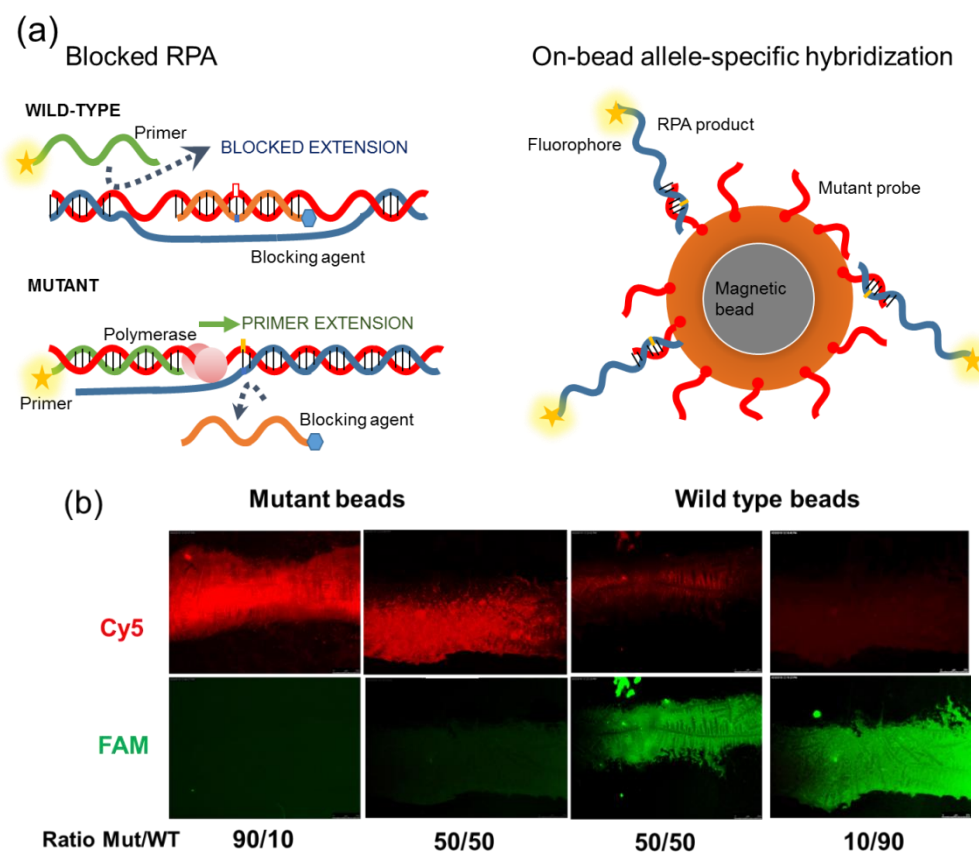 (a)
Blocked RPA
On-bead allele-specific hybridization
WILD-TYPE
Primer
BLOCKED EXTENSION
Blocking agent
MUTANT
Polymerase
PRIMER EXTENSION
Primer
Blocking agent
Fluorophore
RPA product
Mutant probe
Magnetic
bead
(b)
Mutant beads
Wild type beads
Cy5
FAM
Ratio Mut/WT
90/10
50/50
50/50
10/90